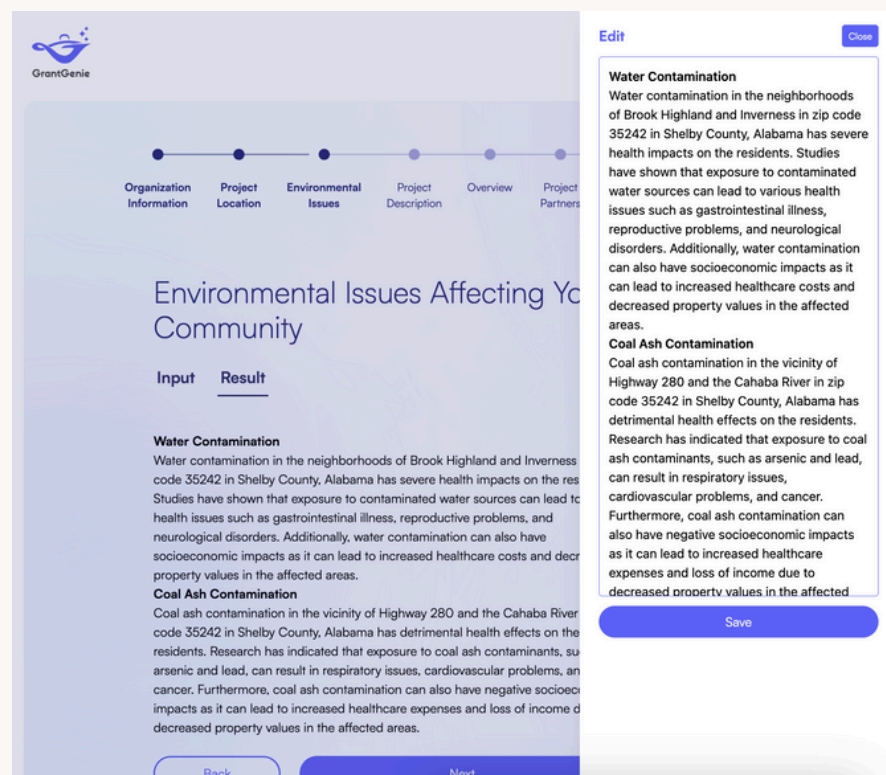 GrantGenie
Organization
Information
Project
Location
Environmental
Issues
Project
Description
Overview
Project
Partners
Environmental Issues Affecting Yo
Community
Input Result
Water Contamination
Water contamination in the neighborhoods of Brook Highland and Inverness
code 35242 in Shelby County, Alabama has severe health impacts on the res
Studies have shown that exposure to contaminated water sources can lead to
health issues such as gastrointestinal illness, reproductive problems, and
neurological disorders. Additionally, water contamination can also have
socioeconomic impacts as it can lead to increased healthcare costs and decr
property values in the affected areas.
Coal Ash Contamination
Coal ash contamination in the vicinity of Highway 280 and the Cahaba River
code 35242 in Shelby County, Alabama has detrimental health effects on the
residents. Research has indicated that exposure to coal ash contaminants, su
arsenic and lead, can result in respiratory issues, cardiovascular problems, an
cancer. Furthermore, coal ash contamination can also have negative socioec
impacts as it can lead to increased healthcare expenses and loss of income d
decreased property values in the affected areas.
Back
Next
Edit
Close
Water Contamination
Water contamination in the neighborhoods
of Brook Highland and Inverness in zip code
35242 in Shelby County, Alabama has severe
health impacts on the residents. Studies
have shown that exposure to contaminated
water sources can lead to various health
issues such as gastrointestinal illness,
reproductive problems, and neurological
disorders. Additionally, water contamination
can also have socioeconomic impacts as it
can lead to increased healthcare costs and
decreased property values in the affected
areas.
Coal Ash Contamination
Coal ash contamination in the vicinity of
Highway 280 and the Cahaba River in zip
code 35242 in Shelby County, Alabama has
detrimental health effects on the residents.
Research has indicated that exposure to coal
ash contaminants, such as arsenic and lead,
can result in respiratory issues,
cardiovascular problems, and cancer.
Furthermore, coal ash contamination can
also have negative socioeconomic impacts
as it can lead to increased healthcare
expenses and loss of income due to
decreased property values in the affected
Save